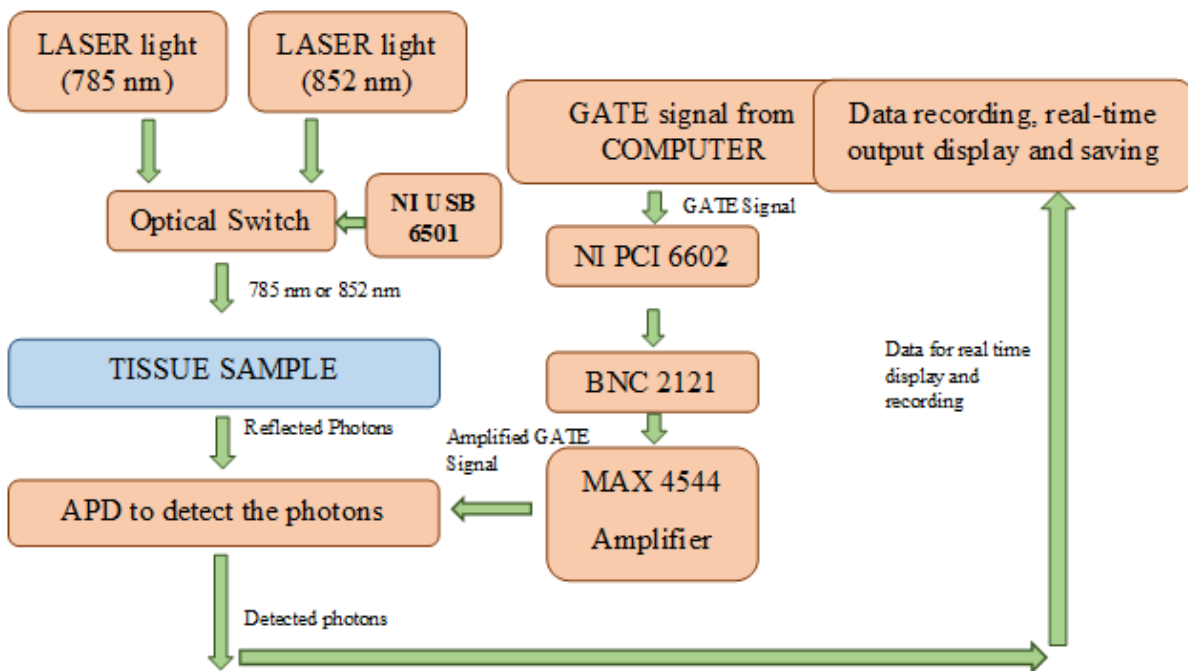 LASER light
(785 nm)
LASER light
(852 nm)
GATE signal from
COMPUTER
Data recording, real-time
output display and saving
Optical Switch
NI USB
6501
GATE Signal
NI PCI 6602
785 nm or 852 nm
TISSUE SAMPLE
BNC 2121
Data for real time
display and
recording
Reflected Photons
Amplified GATE
Signal
APD to detect the photons
MAX 4544
Amplifier
Detected photons